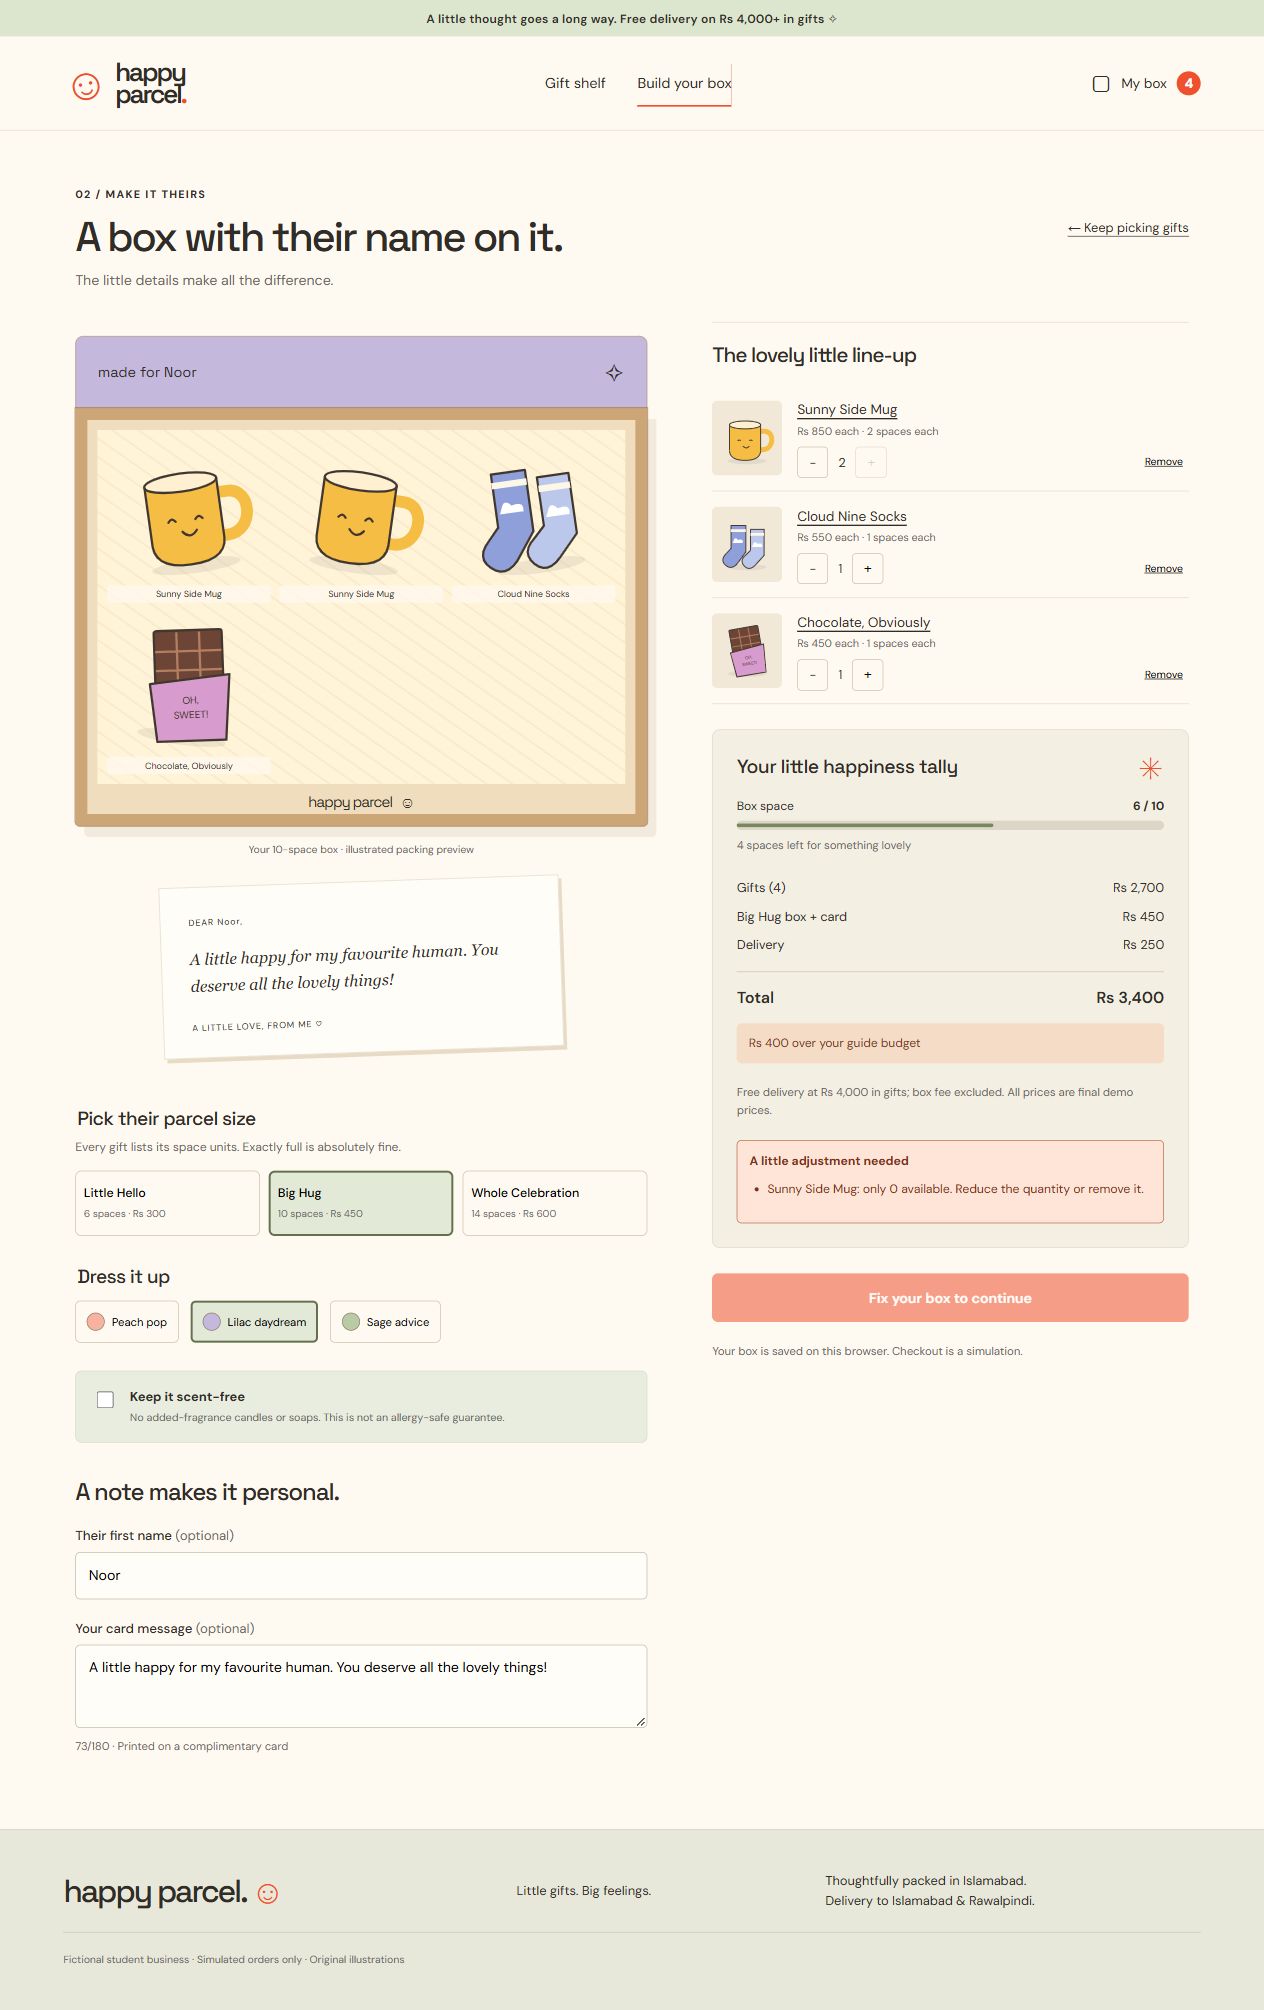 A little thought goes a long way. Free delivery on Rs 4,000+ in gifts ✧
happy
parcel.
Gift shelf
Build your box
My box
4
02 / MAKE IT THEIRS
A box with their name on it.
← Keep picking gifts
The little details make all the difference.
made for Noor
Sunny Side Mug
Sunny Side Mug
Cloud Nine Socks
OH,
SWEET!
Chocolate, Obviously
happy parcel ☺
Your 10-space box · illustrated packing preview
DEAR Noor,
A little happy for my favourite human. You
deserve all the lovely things!
A LITTLE LOVE, FROM ME ♡
Pick their parcel size
Every gift lists its space units. Exactly full is absolutely fine.
Little Hello
6 spaces · Rs 300
Big Hug
10 spaces · Rs 450
Whole Celebration
14 spaces · Rs 600
Dress it up
Peach pop
Lilac daydream
Sage advice
Keep it scent-free
No added-fragrance candles or soaps. This is not an allergy-safe guarantee.
A note makes it personal.
Their first name (optional)
Noor
Your card message (optional)
A little happy for my favourite human. You deserve all the lovely things!
73/180 · Printed on a complimentary card
The lovely little line-up
Sunny Side Mug
Rs 850 each · 2 spaces each
- 2 +
Remove
Cloud Nine Socks
Rs 550 each · 1 spaces each
- 1 +
Remove
OH,
SWEET!
Chocolate, Obviously
Rs 450 each · 1 spaces each
- 1 +
Remove
Your little happiness tally
Box space 6 / 10
4 spaces left for something lovely
Gifts (4) Rs 2,700
Big Hug box + card Rs 450
Delivery Rs 250
Total Rs 3,400
Rs 400 over your guide budget
Free delivery at Rs 4,000 in gifts; box fee excluded. All prices are final demo
prices.
A little adjustment needed
• Sunny Side Mug: only 0 available. Reduce the quantity or remove it.
Fix your box to continue
Your box is saved on this browser. Checkout is a simulation.
happy parcel. ☺
Little gifts. Big feelings.
Thoughtfully packed in Islamabad.
Delivery to Islamabad & Rawalpindi.
Fictional student business · Simulated orders only · Original illustrations